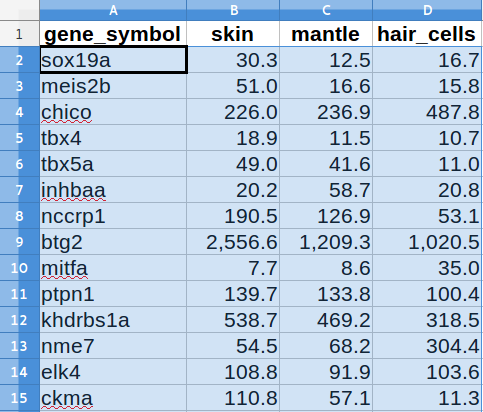 A B C D
1 gene_symbol skin mantle hair_cells
2 sox19a 30.3 12.5 16.7
3 meis2b 51.0 16.6 15.8
4 chico 226.0 236.9 487.8
5 tbx4 18.9 11.5 10.7
6 tbx5a 49.0 41.6 11.0
7 inhbaa 20.2 58.7 20.8
8 nccrp1 190.5 126.9 53.1
9 btg2 2,556.6 1,209.3 1,020.5
10 mitfa 7.7 8.6 35.0
11 ptpn1 139.7 133.8 100.4
12 khdrbs1a 538.7 469.2 318.5
13 nme7 54.5 68.2 304.4
14 elk4 108.8 91.9 103.6
15 ckma 110.8 57.1 11.3